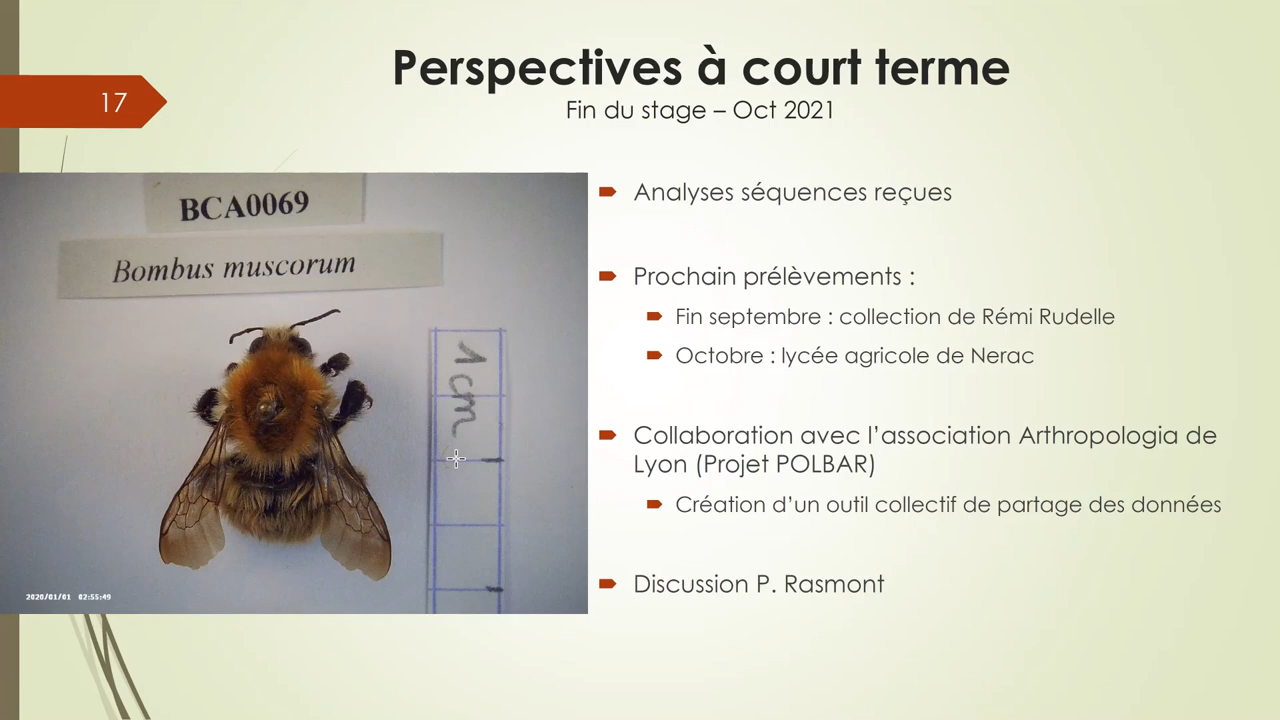 Perspectives à court terme
Fin du stage – Oct 2021
17
BCA0069
Bombus muscorum
1cm
2020/01/01 02:55:49
Analyses séquences reçues
Prochain prélèvements :
Fin septembre : collection de Rémi Rudelle
Octobre : lycée agricole de Nerac
Collaboration avec l’association Arthropologia de
Lyon (Projet POLBAR)
Création d’un outil collectif de partage des données
Discussion P. Rasmont